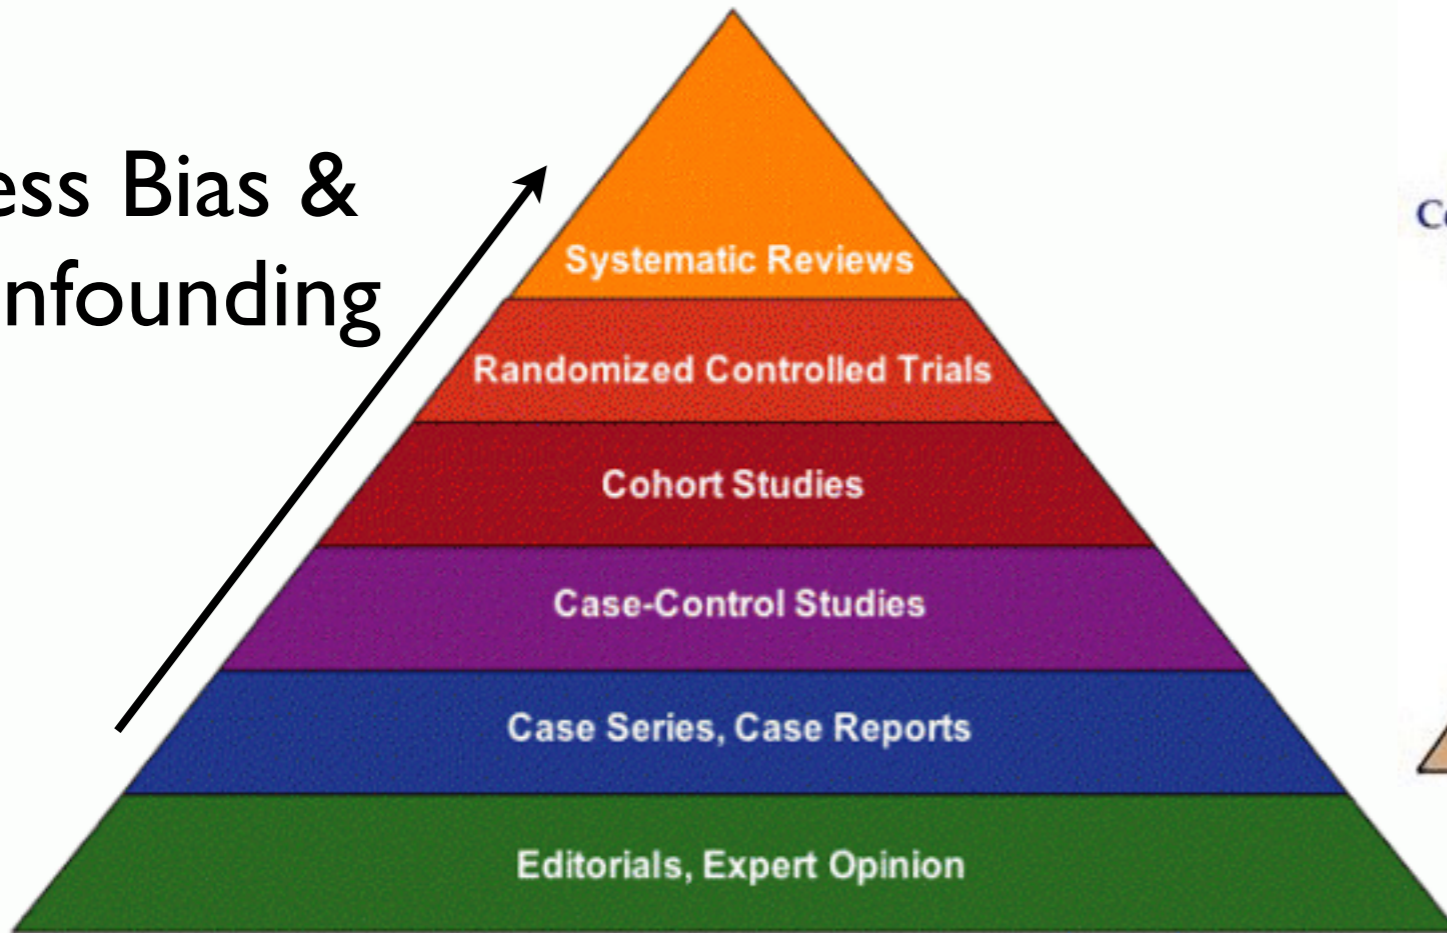 ess Bias &
nfounding
Systematic Reviews
Randomized Controlled Trials
Cohort Studies
Case-Control Studies
Case Series, Case Reports
Editorials, Expert Opinion